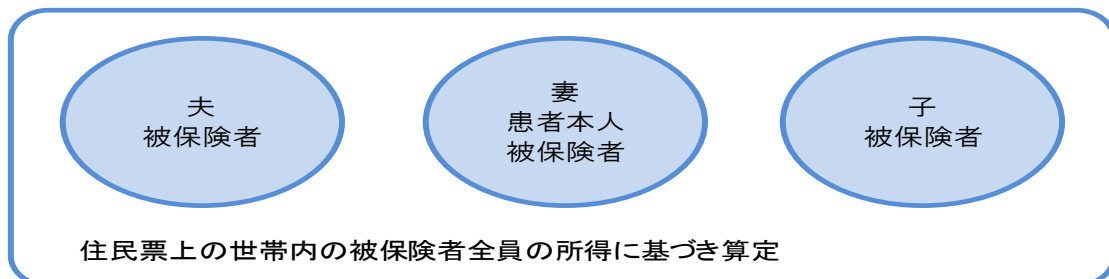 夫
被保険者
妻
患者本人
被保険者
子
被保険者
住民票上の世帯内の被保険者全員の所得に基づき算定